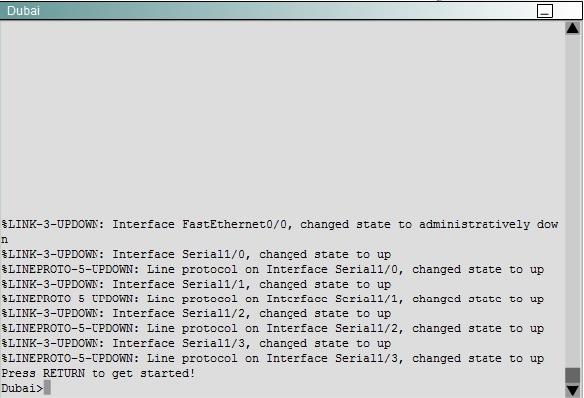 Dubai
%LINK-3-UPDOWN: Interface FastEthernet0/0, changed state to administratively dow
n
%LINK-3-UPDOWN: Interface Serial1/0, changed state to up
%LINEPROTO-5-UPDOWN: Line protocol on Interface Serial1/0, changed state to up
%LINK-3-UPDOWN: Interface Serial1/1, changed state to up
%LINEPROTO-5-UPDOWN: Line protocol on Interface Serial1/1, changed state to up
%LINK-3-UPDOWN: Interface Serial1/2, changed state to up
%LINEPROTO-5-UPDOWN: Line protocol on Interface Serial1/2, changed state to up
%LINK-3-UPDOWN: Interface Serial1/3, changed state to up
%LINEPROTO-5-UPDOWN: Line protocol on Interface Serial1/3, changed state to up
Press RETURN to get started!
Dubai>